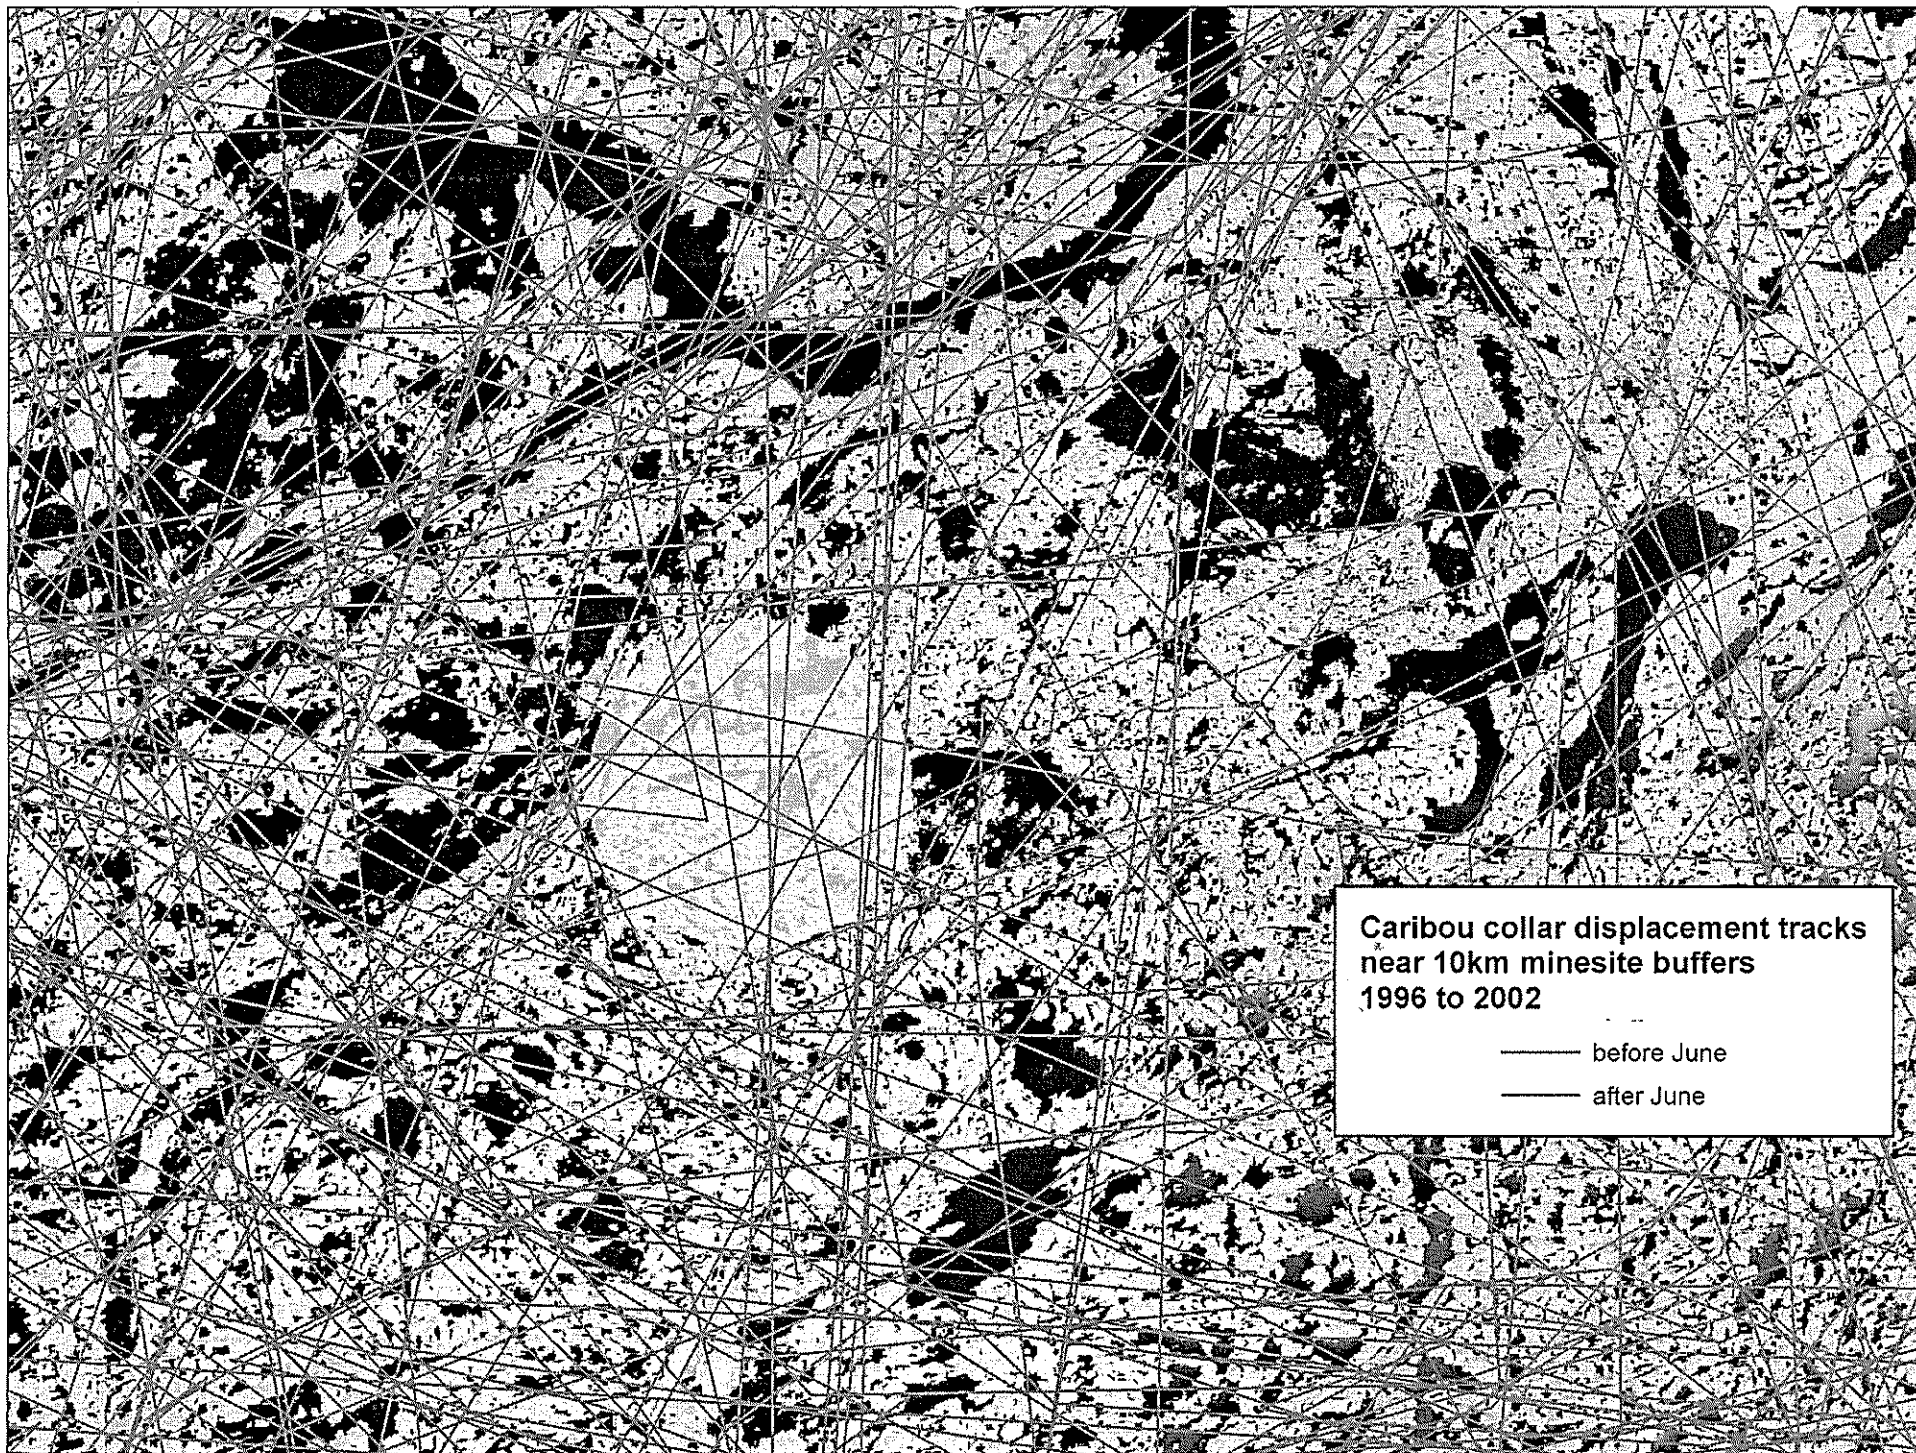 Caribou collar displacement tracks
near 10km minesite buffers
1996 to 2002
before June
after June